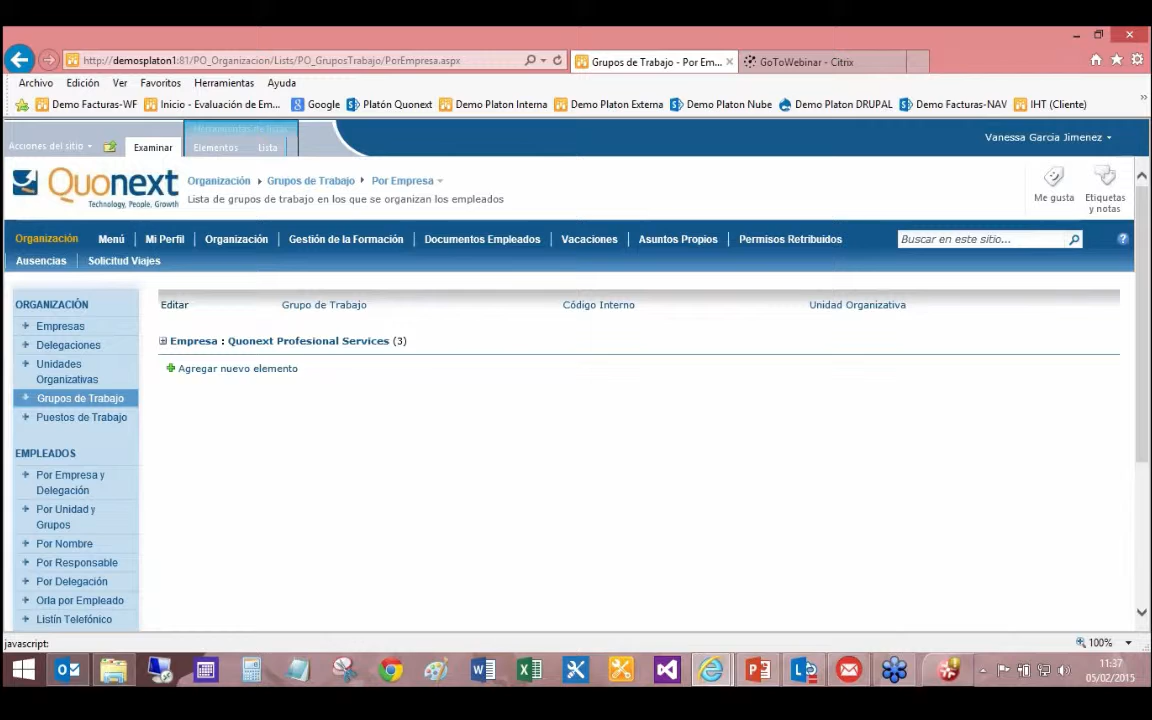 http://demosplaton1:81/PO_Organizacion/Lists/PO_GruposTrabajo/PorEmpresa.aspx
Grupos de Trabajo - Por Em...
GoToWebinar - Citrix
Archivo Edición Ver Favoritos Herramientas Ayuda
Demo Facturas-WF Inicio - Evaluación de Em... Google Platón Quonext Demo Platon Interna Demo Platon Externa Demo Platon Nube Demo Platon DRUPAL Demo Facturas-NAV IHT (Cliente)
Herramientas de listas
Vanessa Garcia Jimenez
Acciones del sitio Examinar Elementos Lista
Quonext
Technology, People, Growth
Organización Grupos de Trabajo Por Empresa
Lista de grupos de trabajo en los que se organizan los empleados
Me gusta
Etiquetas
y notas
Organización Menú Mi Perfil Organización Gestión de la Formación Documentos Empleados Vacaciones Asuntos Propios Permisos Retribuidos
Buscar en este sitio...
Ausencias Solicitud Viajes
ORGANIZACIÓN
Empresas
Delegaciones
Unidades
Organizativas
Grupos de Trabajo
Puestos de Trabajo
EMPLEADOS
Por Empresa y
Delegación
Por Unidad y
Grupos
Por Nombre
Por Responsable
Por Delegación
Orla por Empleado
Listín Telefónico
Editar Grupo de Trabajo Código Interno Unidad Organizativa
Empresa : Quonext Profesional Services (3)
Agregar nuevo elemento
javascript:
100%
11:37
05/02/2015